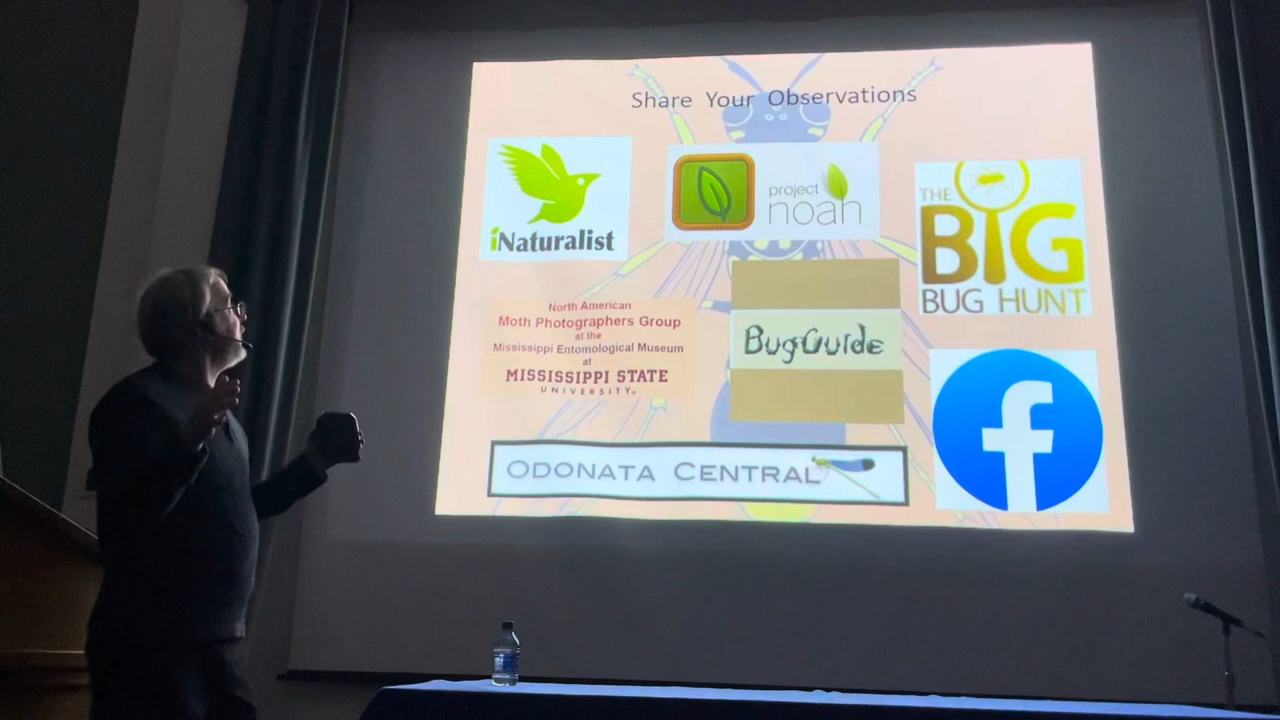 Share Your Observations
iNaturalist
project
noah
THE
BIG
BUG HUNT
North American
Moth Photographers Group
at the
Mississippi Entomological Museum
at
MISSISSIPPI STATE
UNIVERSITY®
BugGuide
f
ODONATA CENTRAL